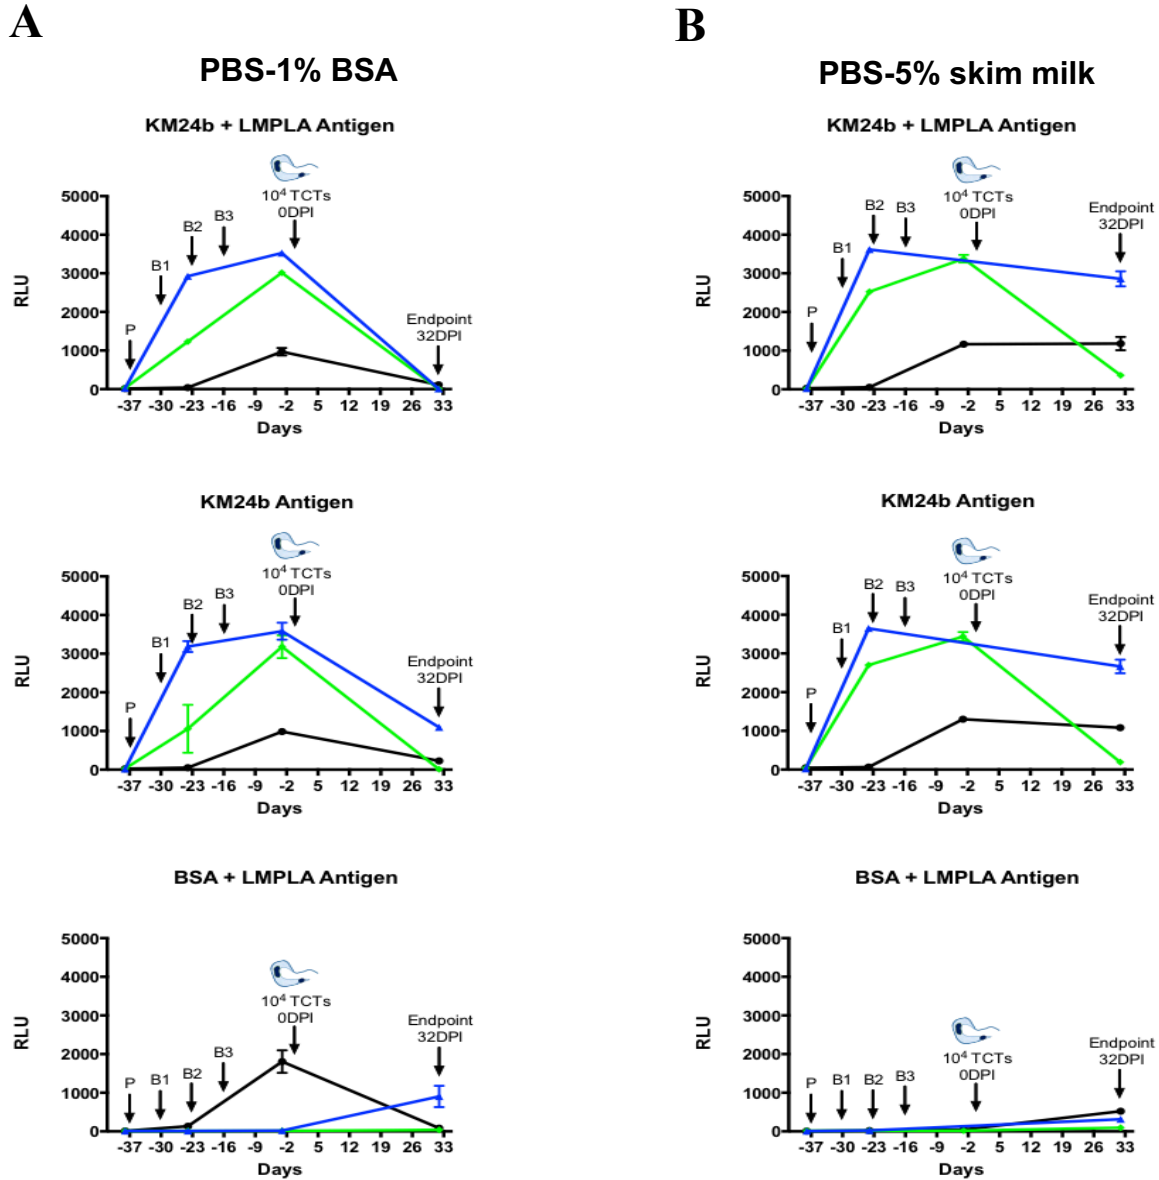 A
PBS-1% BSA
KM24b + LMPLA Antigen
10⁴ TCTs
0DPI
B3
B2
B1
P
Endpoint
32DPI
5000
4000
3000
2000
1000
0
RLU
-37 -30 -23 -16 -9 -2 5 12 19 26 33
Days
KM24b Antigen
10⁴ TCTs
0DPI
B3
B2
B1
P
Endpoint
32DPI
5000
4000
3000
2000
1000
0
RLU
-37 -30 -23 -16 -9 -2 5 12 19 26 33
Days
BSA + LMPLA Antigen
10⁴ TCTs
0DPI
P B1 B2 B3
Endpoint
32DPI
5000
4000
3000
2000
1000
0
RLU
-37 -30 -23 -16 -9 -2 5 12 19 26 33
Days
B
PBS-5% skim milk
KM24b + LMPLA Antigen
10⁴ TCTs
0DPI
B2
B3
B1
P
Endpoint
32DPI
5000
4000
3000
2000
1000
0
RLU
-37 -30 -23 -16 -9 -2 5 12 19 26 33
Days
KM24b Antigen
10⁴ TCTs
0DPI
B2
B3
B1
P
Endpoint
32DPI
5000
4000
3000
2000
1000
0
RLU
-37 -30 -23 -16 -9 -2 5 12 19 26 33
Days
BSA + LMPLA Antigen
10⁴ TCTs
0DPI
P B1 B2 B3
Endpoint
32DPI
5000
4000
3000
2000
1000
0
RLU
-37 -30 -23 -16 -9 -2 5 12 19 26 33
Days